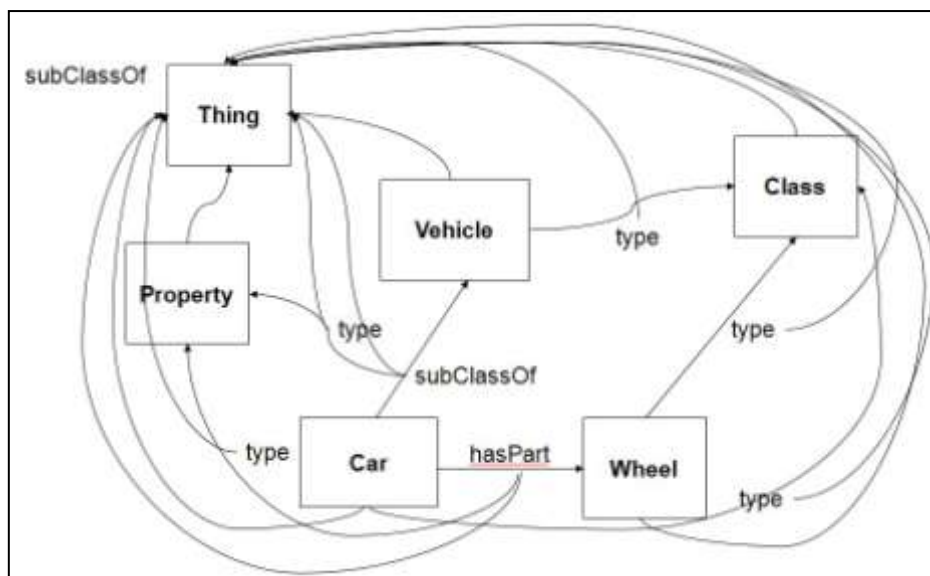 subClassOf
Thing
Class
Vehicle
type
Property
type
type
subClassOf
type
Car
hasPart
Wheel
type